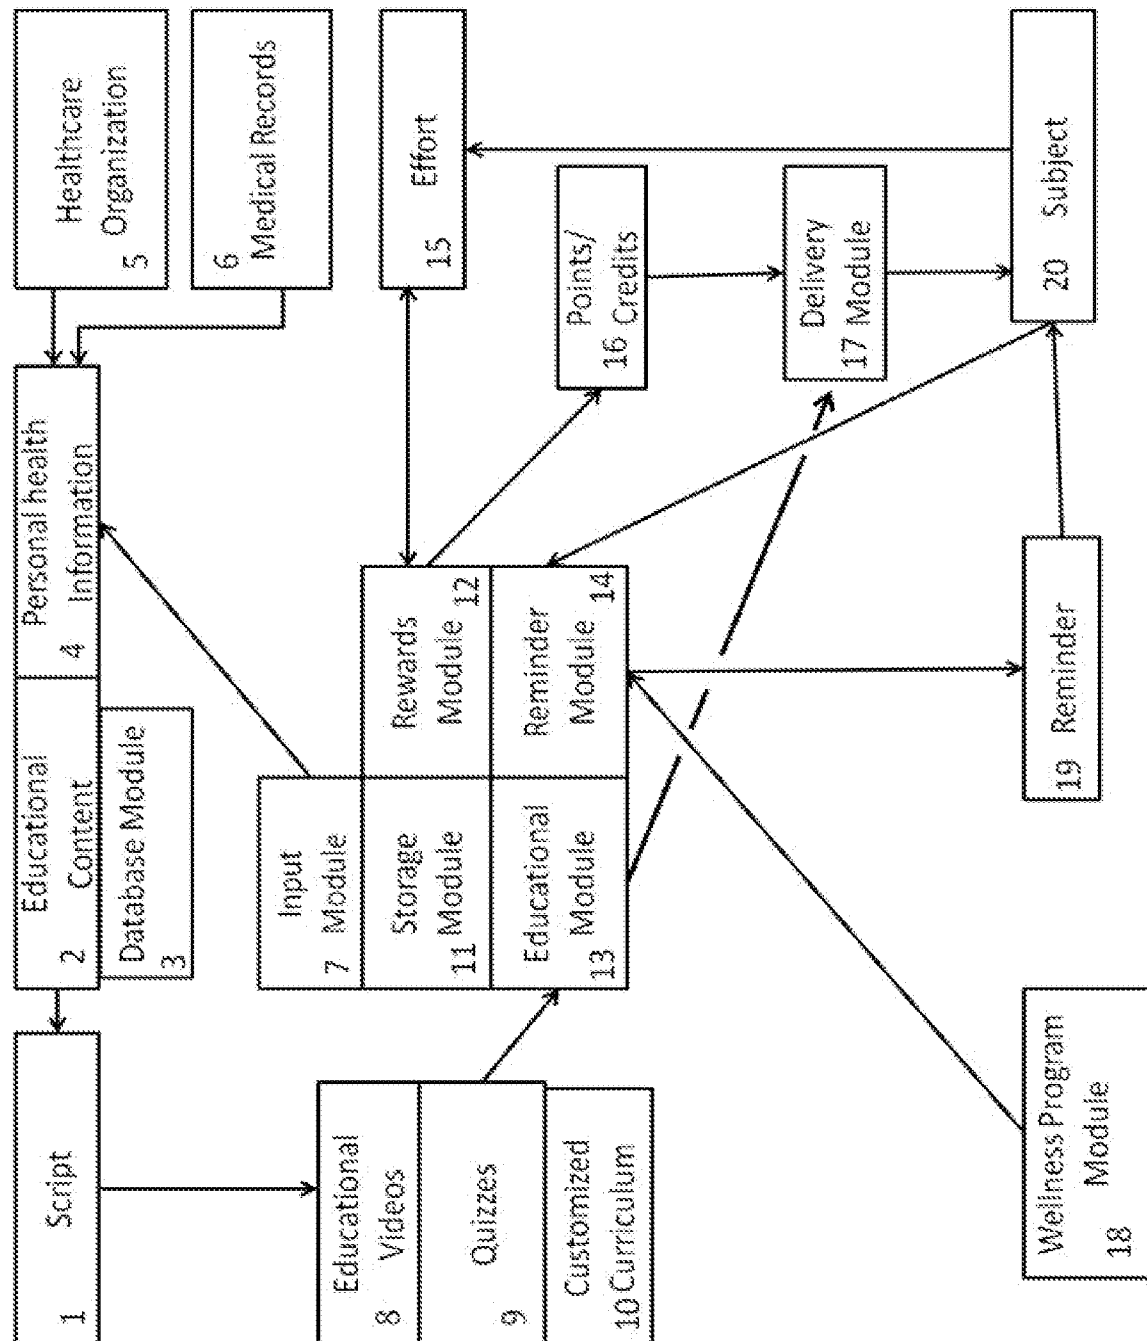 1 Script
Educational
2 Content
Database Module
3
Personal health
4 Information
Healthcare
Organization
5
6
Medical Records
Input
7 Module
Educational
8 Videos
Quizzes
9
Customized
10 Curriculum
Storage
Module
11
Rewards
Module
12
Educational
Module
13
Reminder
Module
14
Effort
15
Points/
16 Credits
Delivery
17 Module
Wellness Program
Module
18
19 Reminder
20 Subject